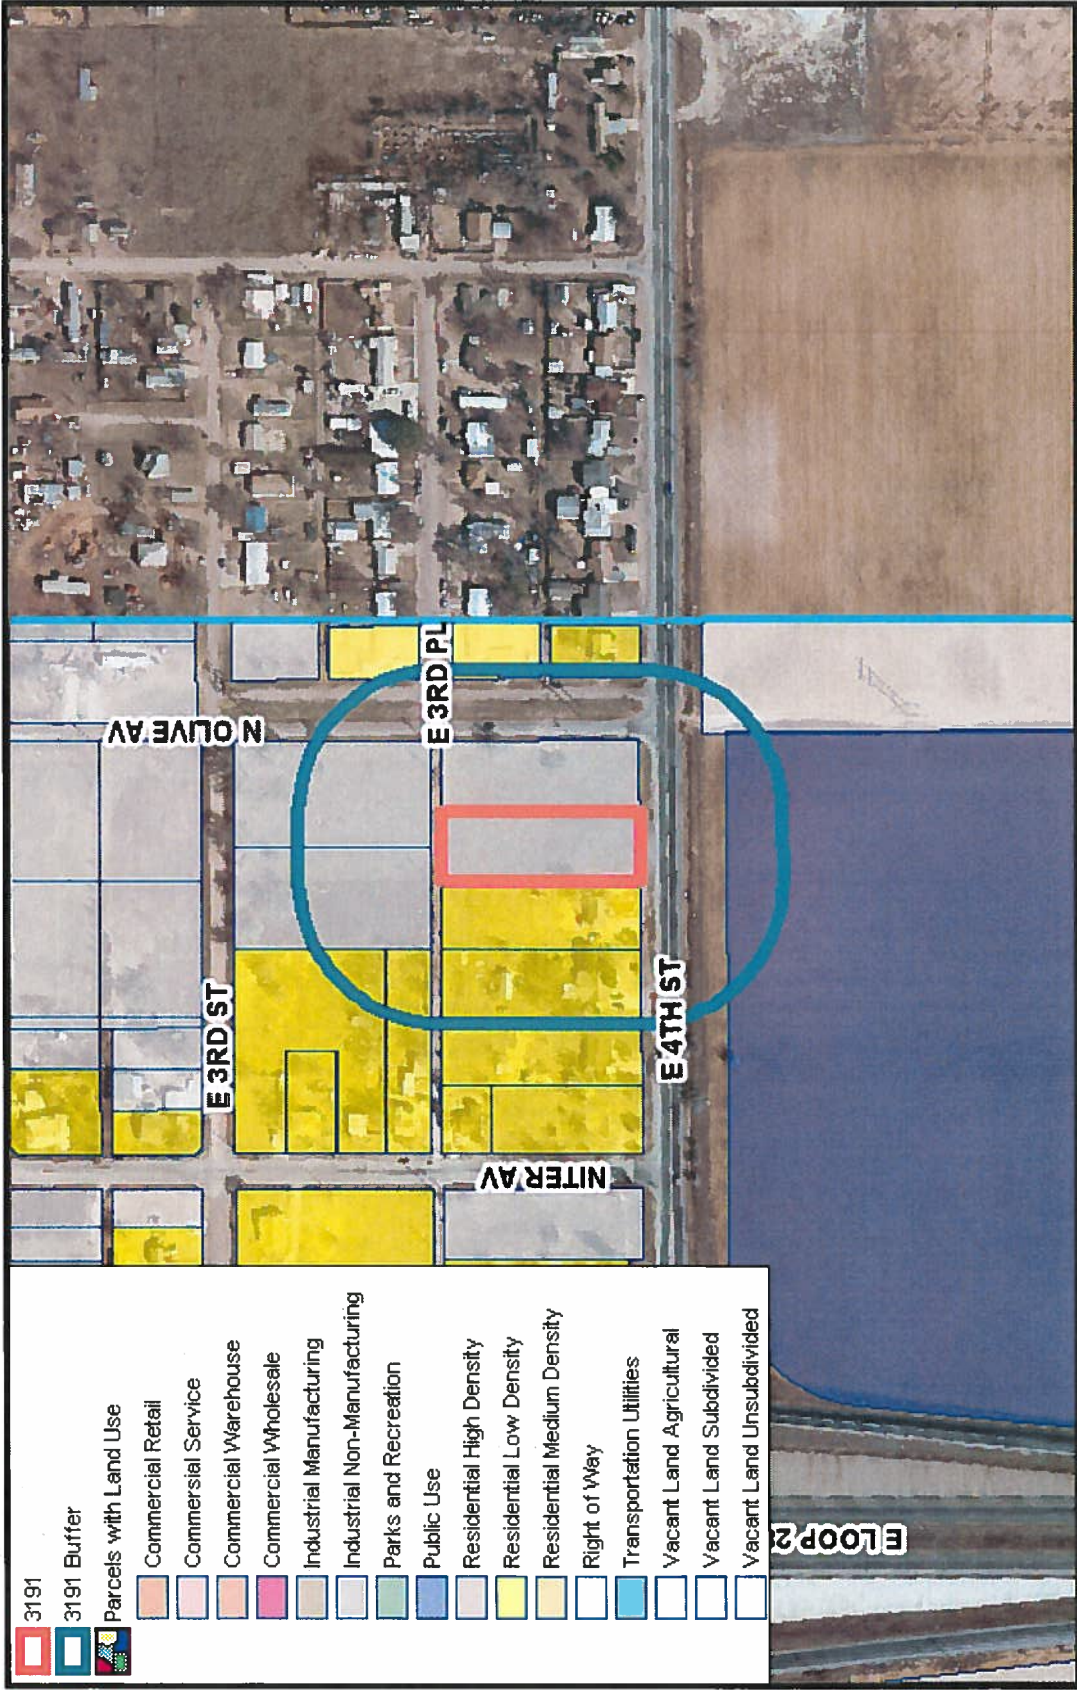 3191
3191 Buffer
Parcels with Land Use
Commercial Retail
Commersial Service
Commercial Warehouse
Commercial Wholesale
Industrial Manufacturing
Industrial Non-Manufacturing
Parks and Recreation
Public Use
Residential High Density
Residential Low Density
Residential Medium Density
Right of Way
Transportation Utilities
Vacant Land Agricultural
Vacant Land Subdivided
Vacant Land Unsubdivided
E 3RD ST
N OLIVE AV
E 3RD PL
NITER AV
E 4TH ST
E LOOP 28